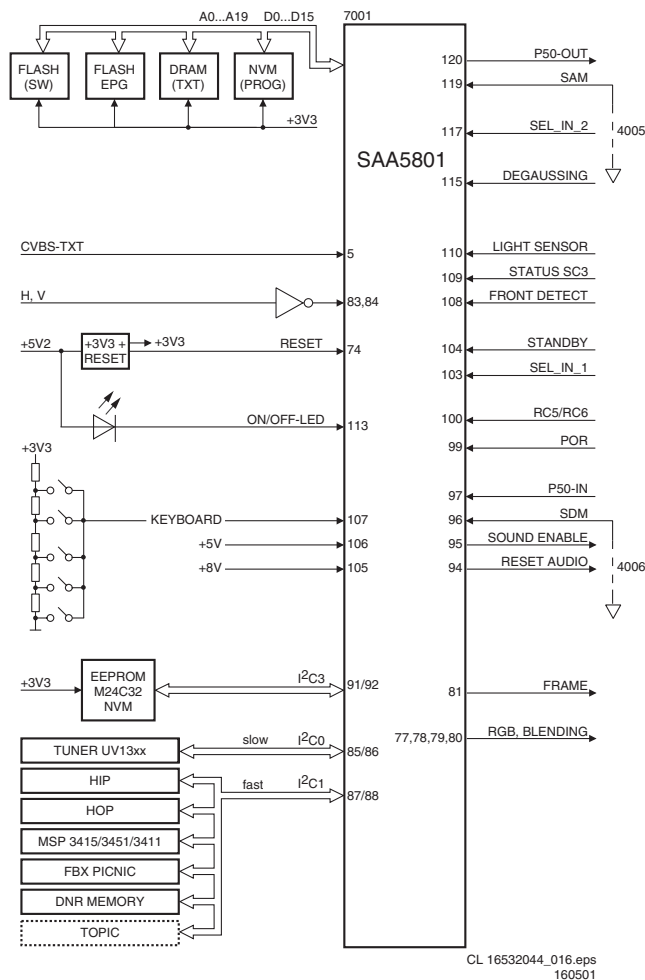 A0...A19 D0...D15
7001
FLASH
(SW)
FLASH
EPG
DRAM
(TXT)
NVM
(PROG)
+3V3
SAA5801
120
P50-OUT
119
SAM
117
SEL_IN_2
4005
115
DEGAUSSING
CVBS-TXT
5
110
LIGHT SENSOR
109
STATUS SC3
H, V
83,84
108
FRONT DETECT
+5V2
+3V3 +
RESET
+3V3
RESET
74
104
STANDBY
103
SEL_IN_1
ON/OFF-LED
113
100
RC5/RC6
99
POR
+3V3
97
P50-IN
KEYBOARD
107
96
SDM
+5V
106
95
SOUND ENABLE
+8V
105
94
RESET AUDIO
4006
+3V3
EEPROM
M24C32
NVM
I2C3
91/92
81
FRAME
TUNER UV13xx
slow
I2C0
85/86
77,78,79,80
RGB, BLENDING
HIP
fast
I2C1
87/88
HOP
MSP 3415/3451/3411
FBX PICNIC
DNR MEMORY
TOPIC
CL 16532044_016.eps
160501